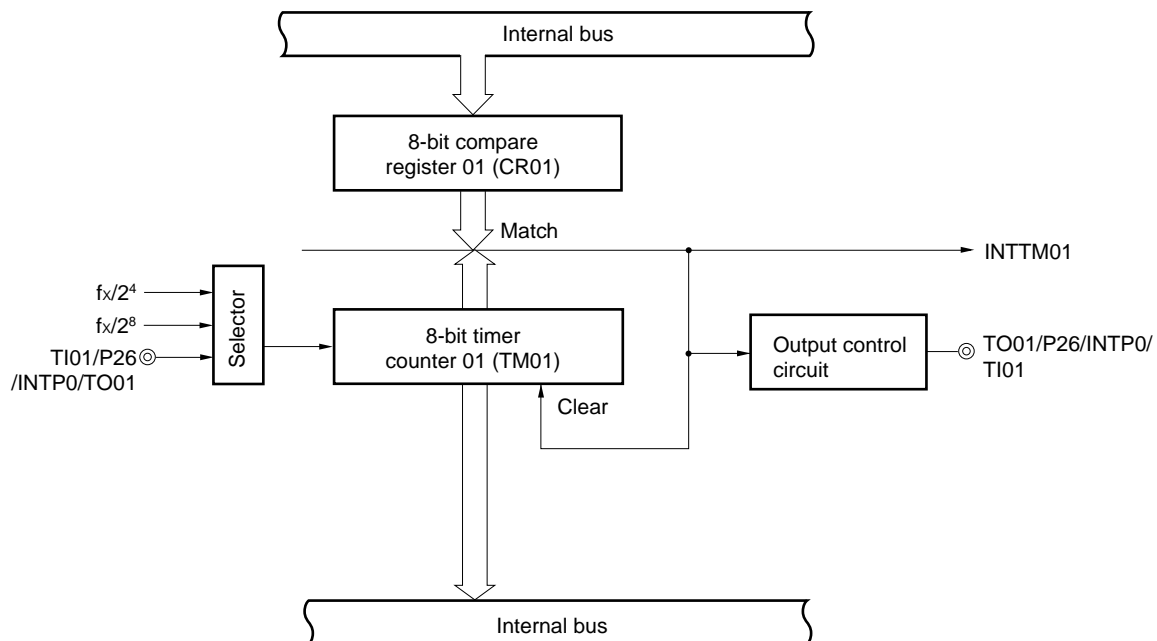 Internal bus
8-bit compare
register 01 (CR01)
Match
INTTM01
fx/2⁴
fx/2⁸
TI01/P26
/INTP0/TO01
Selector
8-bit timer
counter 01 (TM01)
Clear
Output control
circuit
TO01/P26/INTP0/
TI01
Internal bus